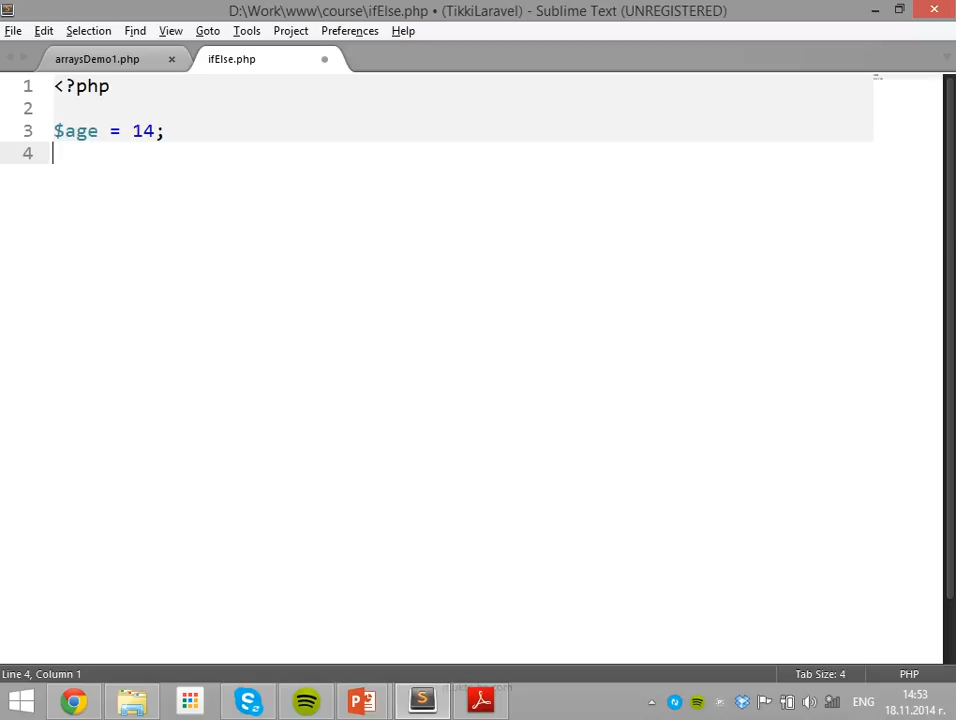 D:\Work\www\course\ifElse.php • (TikkiLaravel) - Sublime Text (UNREGISTERED)
File Edit Selection Find View Goto Tools Project Preferences Help
arraysDemo1.php × ifElse.php
1 <?php
2
3 $age = 14;
4
Line 4, Column 1 Tab Size: 4 PHP
ENG 14:53
18.11.2014 г.